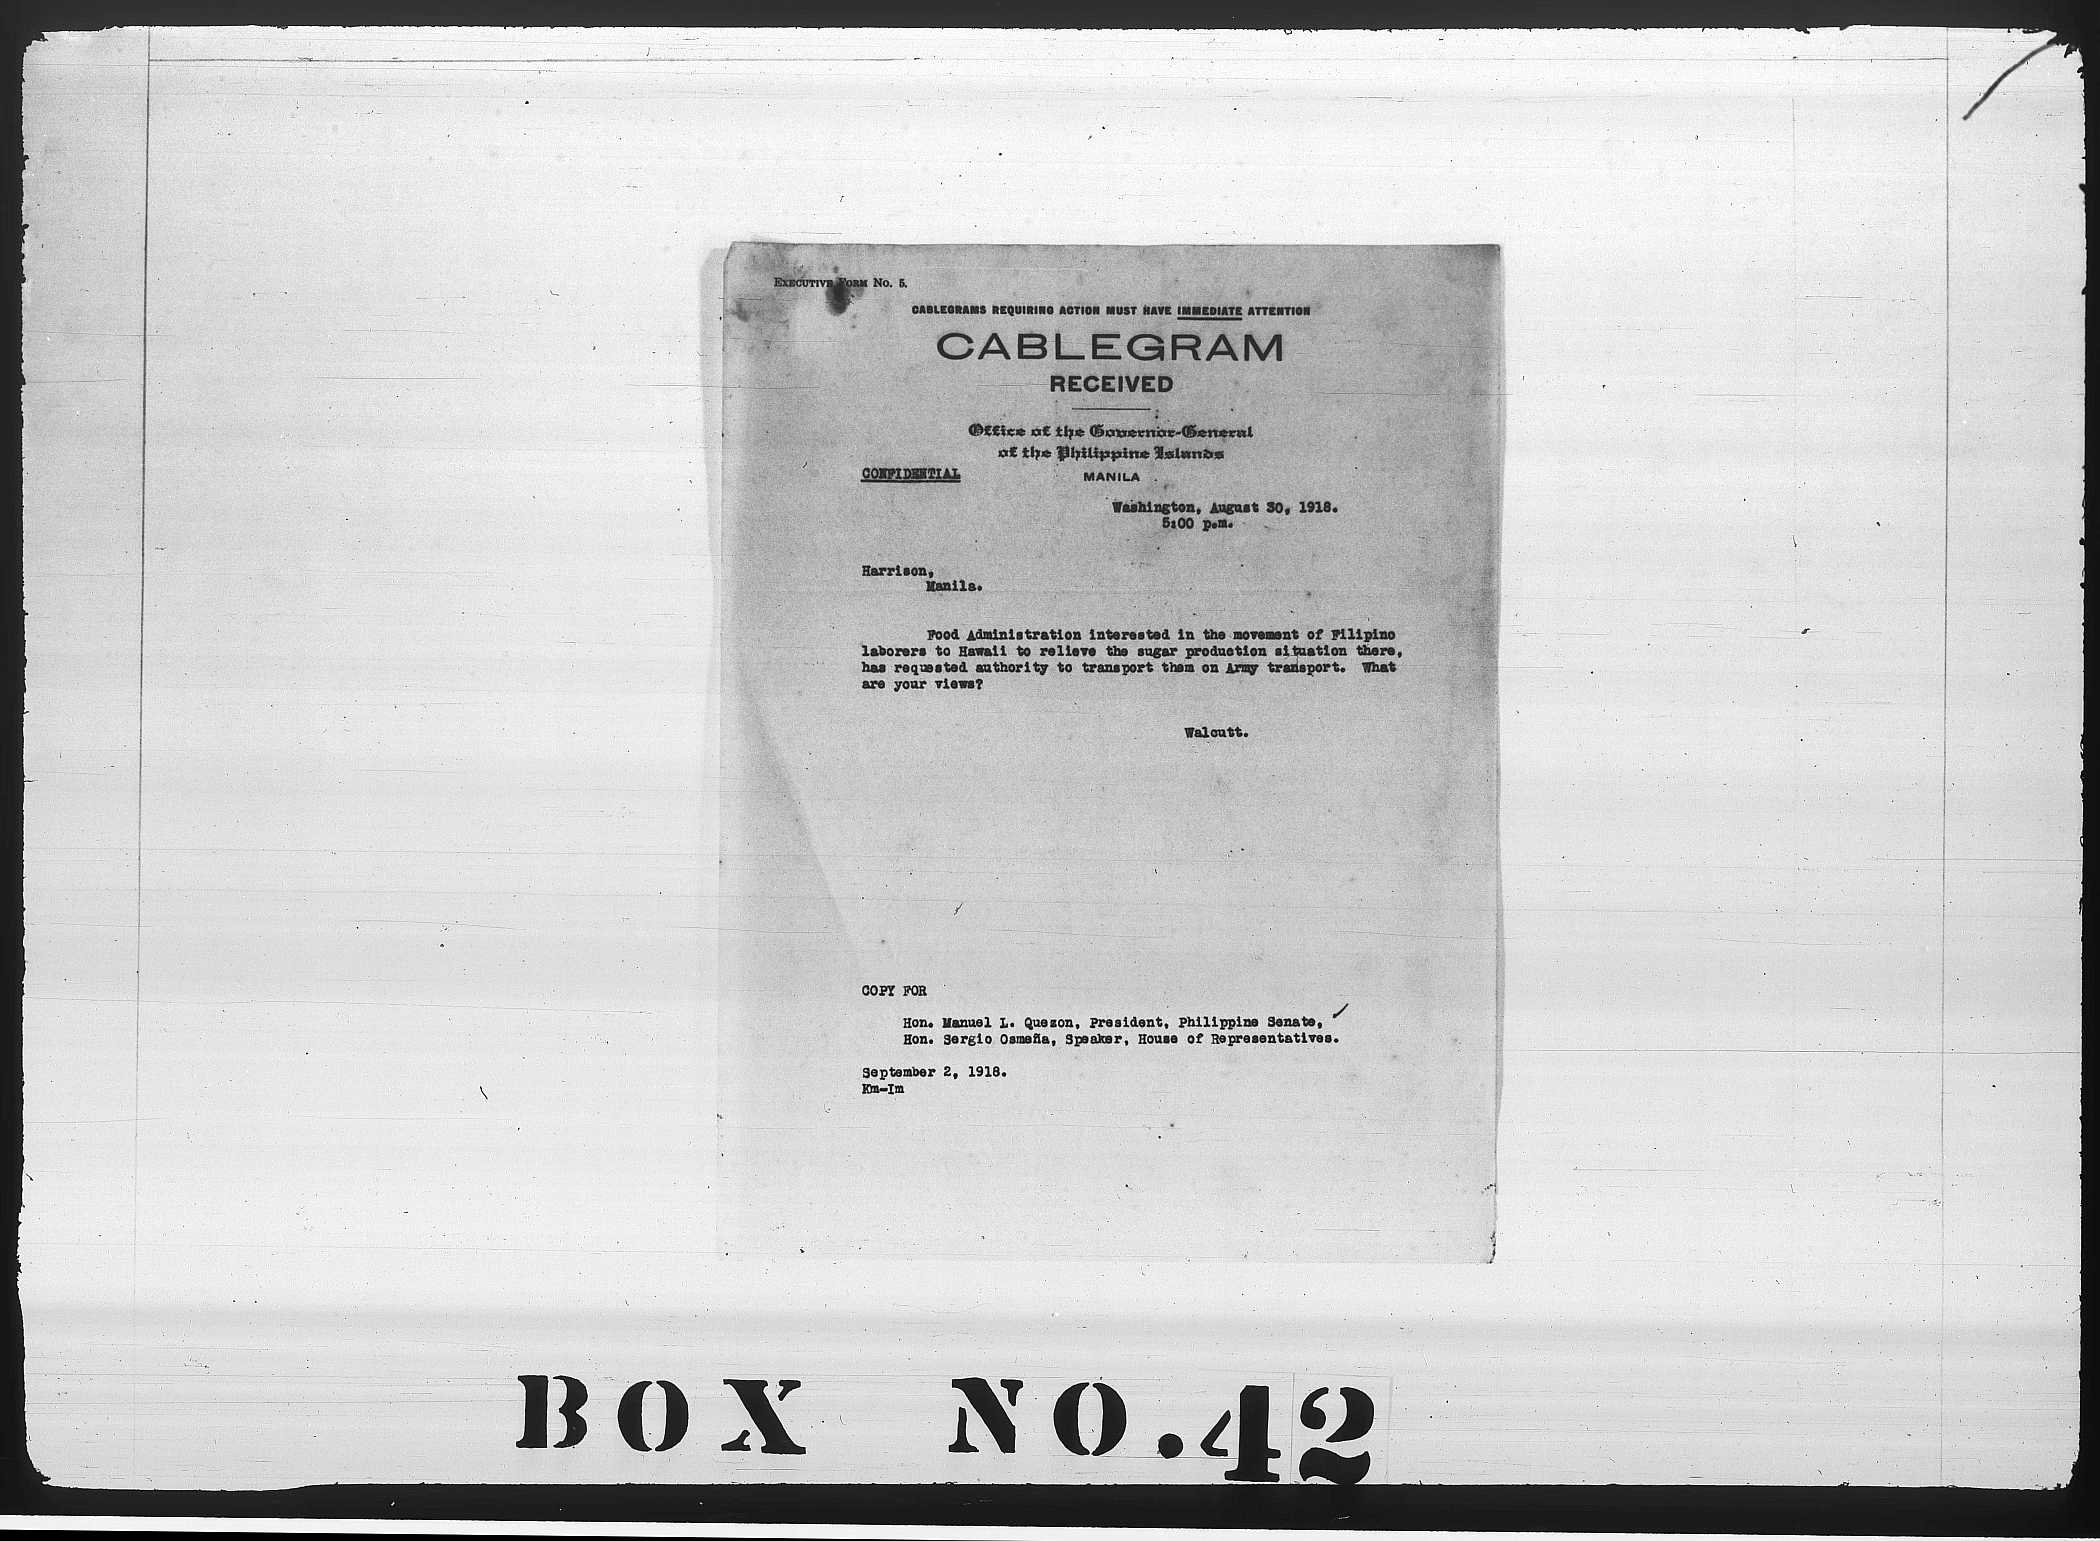 EXECUTIVE FORM No. 5.
CABLEGRAMS REQUIRING ACTION MUST HAVE IMMEDIATE ATTENTION
CABLEGRAM
RECEIVED
Office of the Governor-General
of the Philippine Islands
CONFIDENTIAL
MANILA
Washington, August 30, 1918.
5:00 p.m.
Harrison,
Manila.
Food Administration interested in the movement of Filipino
laborers to Hawaii to relieve the sugar production situation there,
has requested authority to transport them on Army transport. What
are your views?
Walcutt.
COPY FOR
Hon. Manuel L. Quezon, President, Philippine Senate,
Hon. Sergio Osmeña, Speaker, House of Representatives.
September 2, 1918.
Km-Im
BOX NO.42